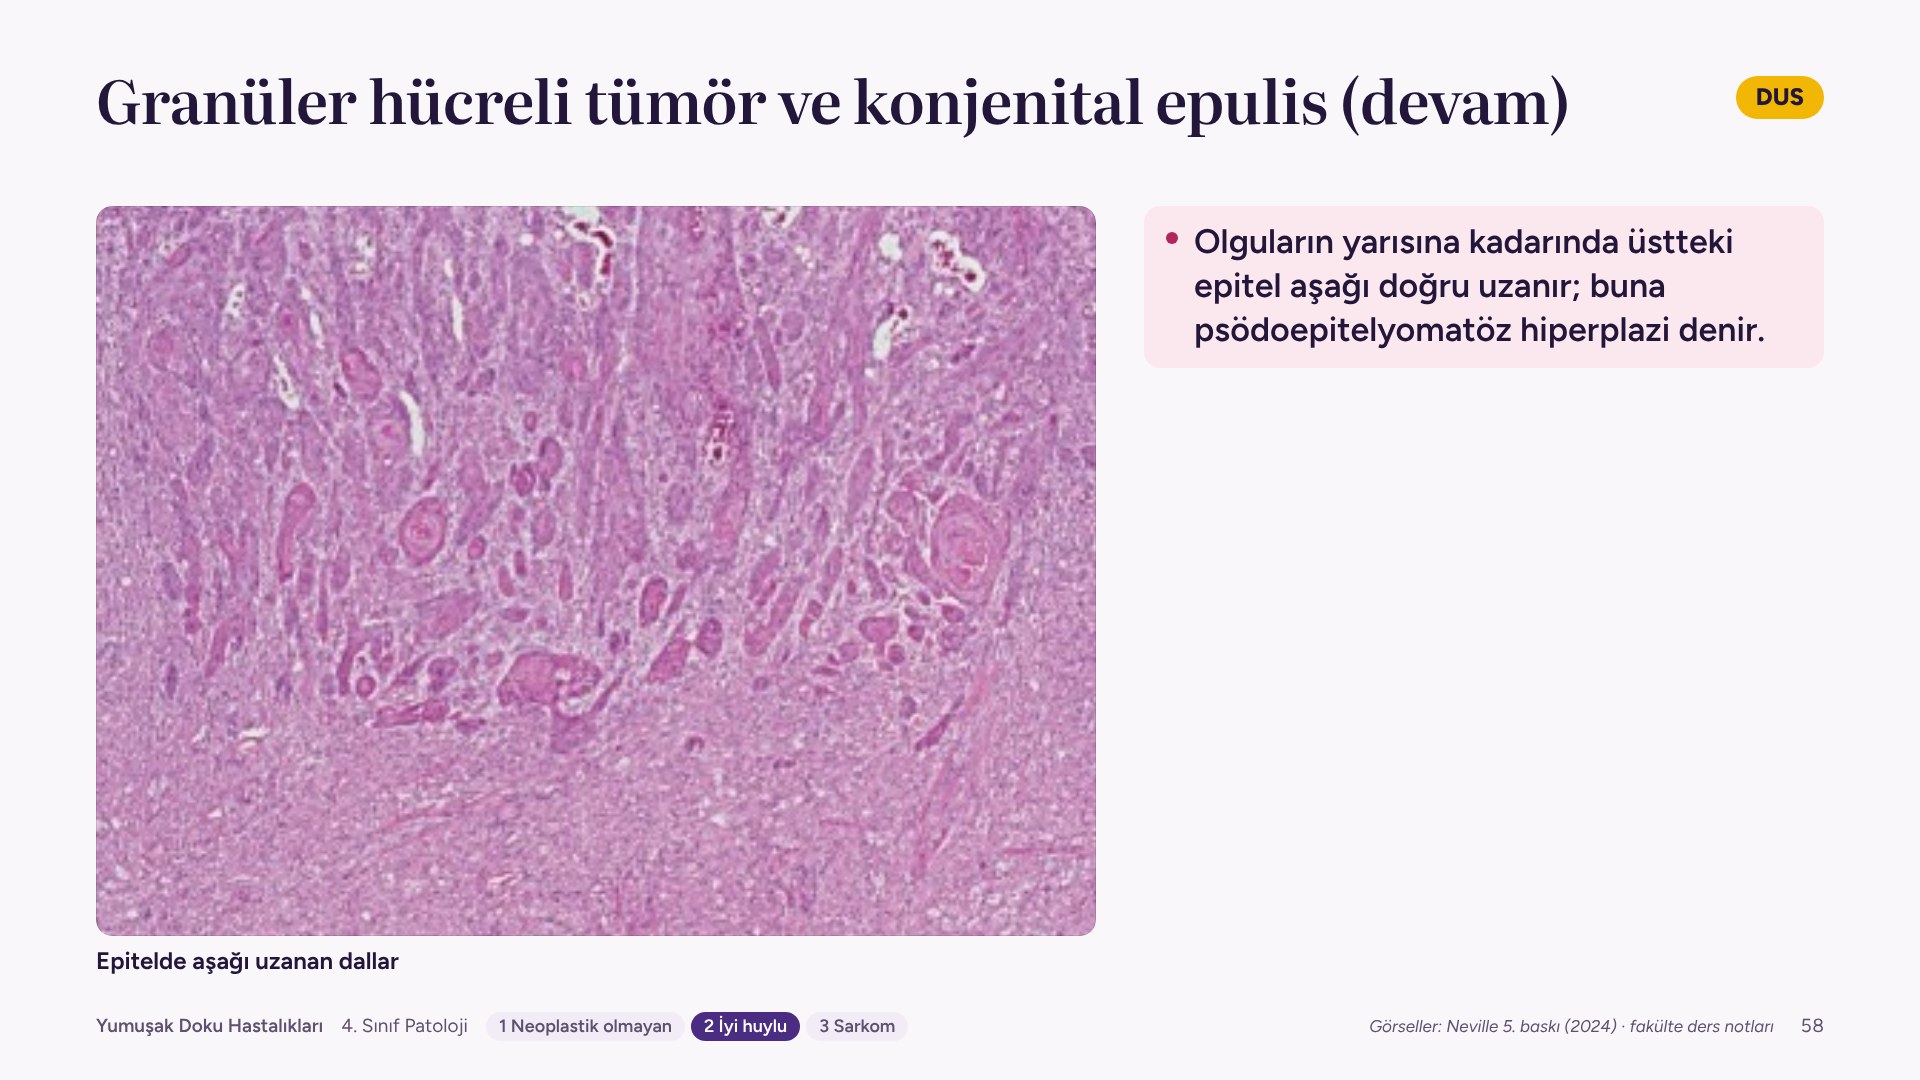 Granüler hücreli tümör ve konjenital epulis (devam)
DUS
Olguların yarısına kadarında üstteki
epitel aşağı doğru uzanır; buna
psödoepitelyomatöz hiperplazi denir.
Epitelde aşağı uzanan dallar
Yumuşak Doku Hastalıkları 4. Sınıf Patoloji 1 Neoplastik olmayan 2 İyi huylu 3 Sarkom
Görseller: Neville 5. baskı (2024) · fakülte ders notları 58